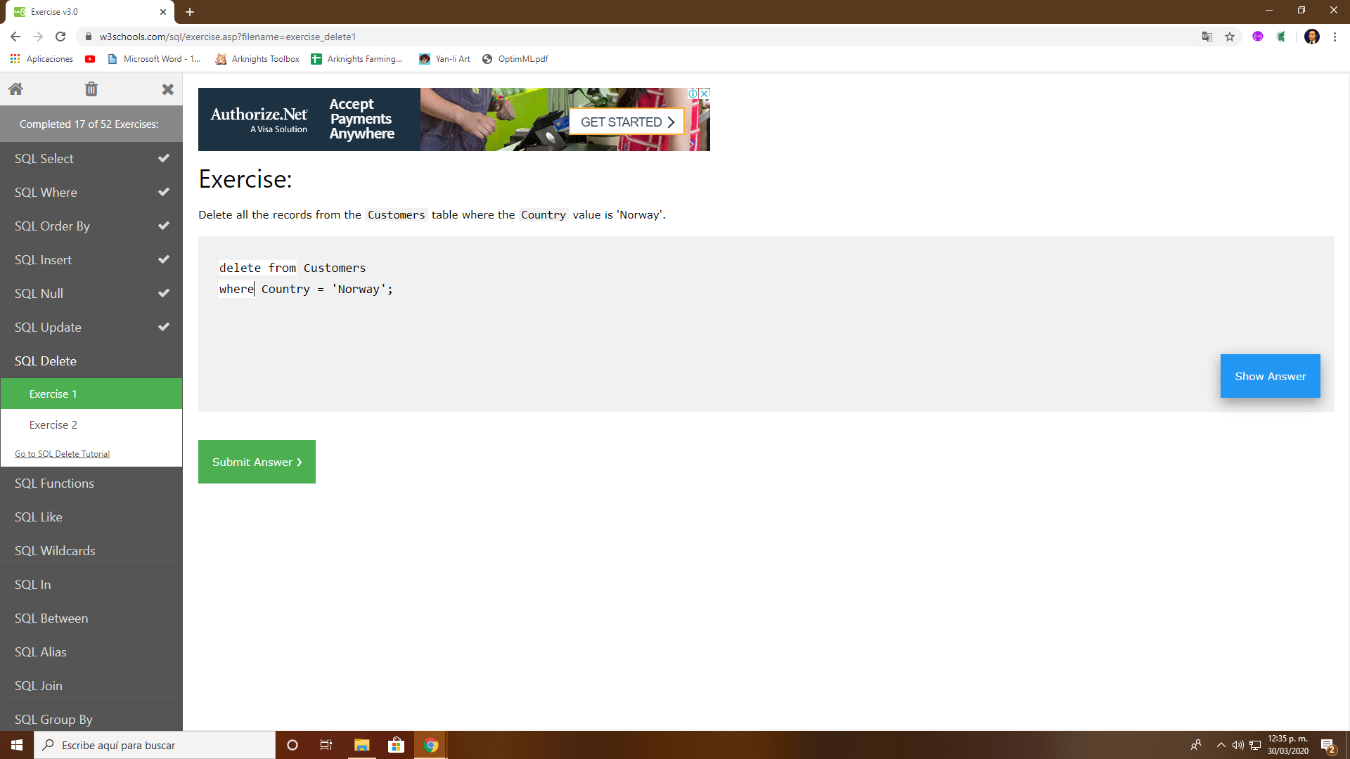 Exercise v3.0
w3schools.com/sql/exercise.asp?filename=exercise_delete1
Aplicaciones
Microsoft Word - 1...
Arknights Toolbox
Arknights Farming...
Yan-li Art
OptimML.pdf
Completed 17 of 52 Exercises:
SQL Select
SQL Where
SQL Order By
SQL Insert
SQL Null
SQL Update
SQL Delete
Exercise 1
Exercise 2
Go to SQL Delete Tutorial
SQL Functions
SQL Like
SQL Wildcards
SQL In
SQL Between
SQL Alias
SQL Join
SQL Group By
Authorize.Net
A Visa Solution
Accept
Payments
Anywhere
GET STARTED
Exercise:
Delete all the records from the Customers table where the Country value is 'Norway'.
delete from Customers
where Country = 'Norway';
Show Answer
Submit Answer ❯
Escribe aquí para buscar
12:35 p. m.
30/03/2020
2